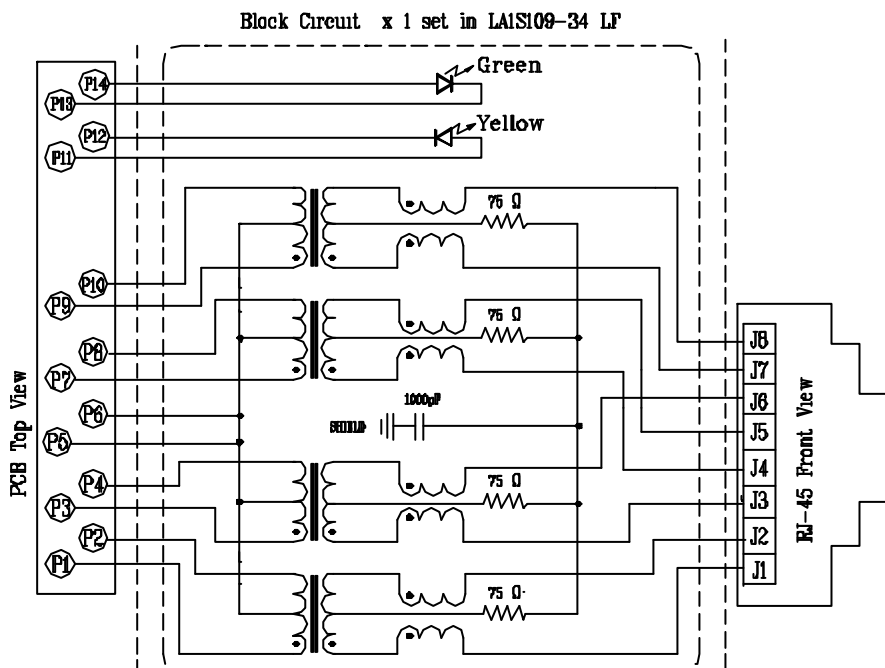 Block Circuit x 1 set in LA1S109-34 LF
Green
P14
P13
Yellow
P12
P11
75 Ω
P10
P9
75 Ω
P8
P7
J8
J7
J6
J5
J4
J3
J2
J1
P6
P5
1000pF
SHIELD
P4
P3
75 Ω
P2
P1
75 Ω
PCB Top View
RJ-45 Front View